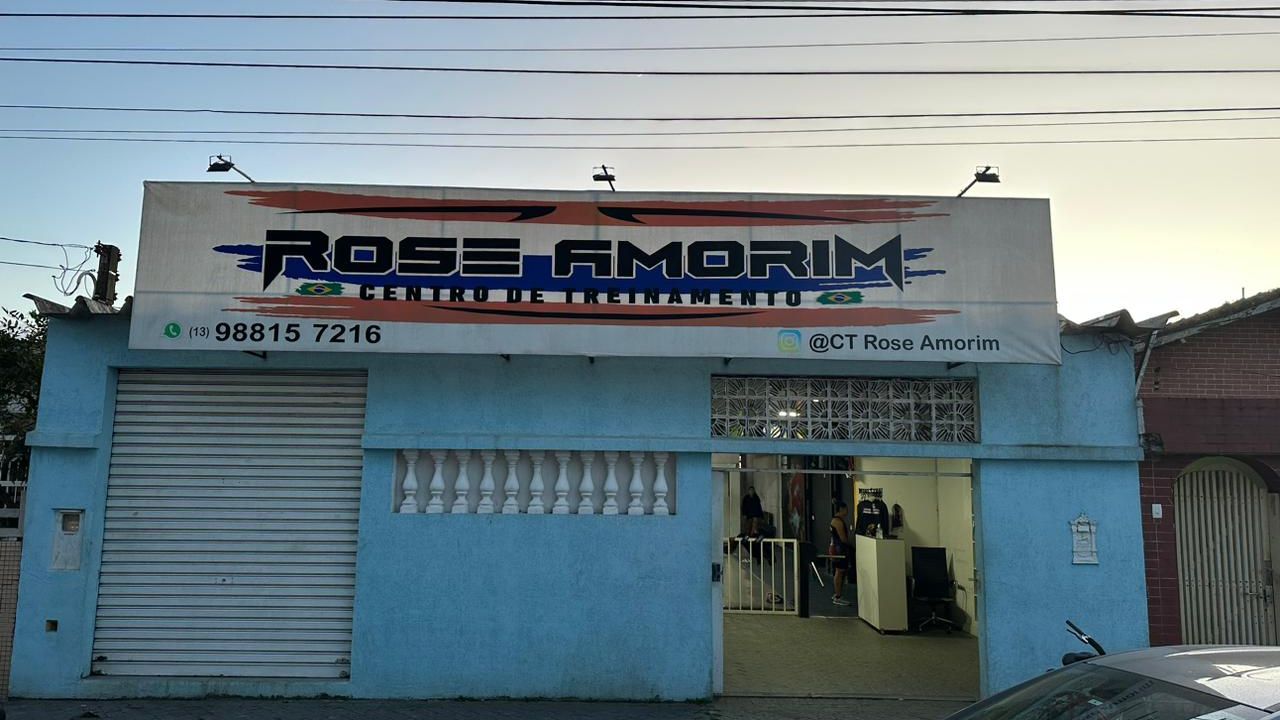 ROSE AMORIM
CENTRO DE TREINAMENTO
(13) 98815 7216
@CT Rose Amorim